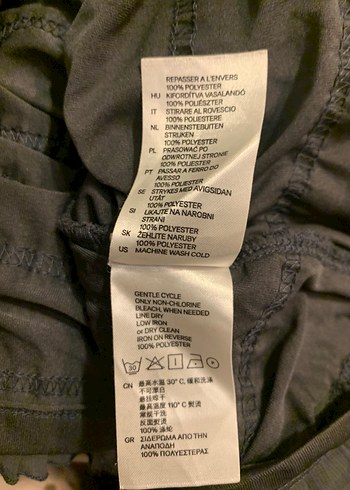 REPASSER A L'ENVERS
100% POLYESTER
HU KIFORDÍTVA VASALANDÓ
100% POLIÉSZTER
IT STIRARE AL ROVESCIO
100% POLIESTERE
NL BINNENSTEBUITEN
STRIJKEN
100% POLYESTER
PL PRASOWAĆ PO
ODWROTNEJ STRONIE
100% POLIESTER
PT PASSAR A FERRO DO
AVESSO
100% POLIÉSTER
SE STRYKES MED AVIGSIDAN
UTÅT
100% POLYESTER
SI LIKAJTE NA NAROBNI
STRANI
100% POLYESTER
SK ŽEHLITE NARUBY
100% POLYESTER
US MACHINE WASH COLD
GENTLE CYCLE
ONLY NON-CHLORINE
BLEACH, WHEN NEEDED
LINE DRY
LOW IRON
or DRY CLEAN
IRON ON REVERSE
100% POLYESTER
30
CN 最高水温 30° C, 缓和洗涤
不可漂白
悬挂晾干
最高温度 110° C 熨烫
常规干洗
反面熨烫
100% 涤纶
GR ΣΙΔΕΡΩΜΑ ΑΠΟ ΤΗΝ
ΑΝΑΠΟΔΗ
100% ΠΟΛΥΕΣΤΕΡΑΣ